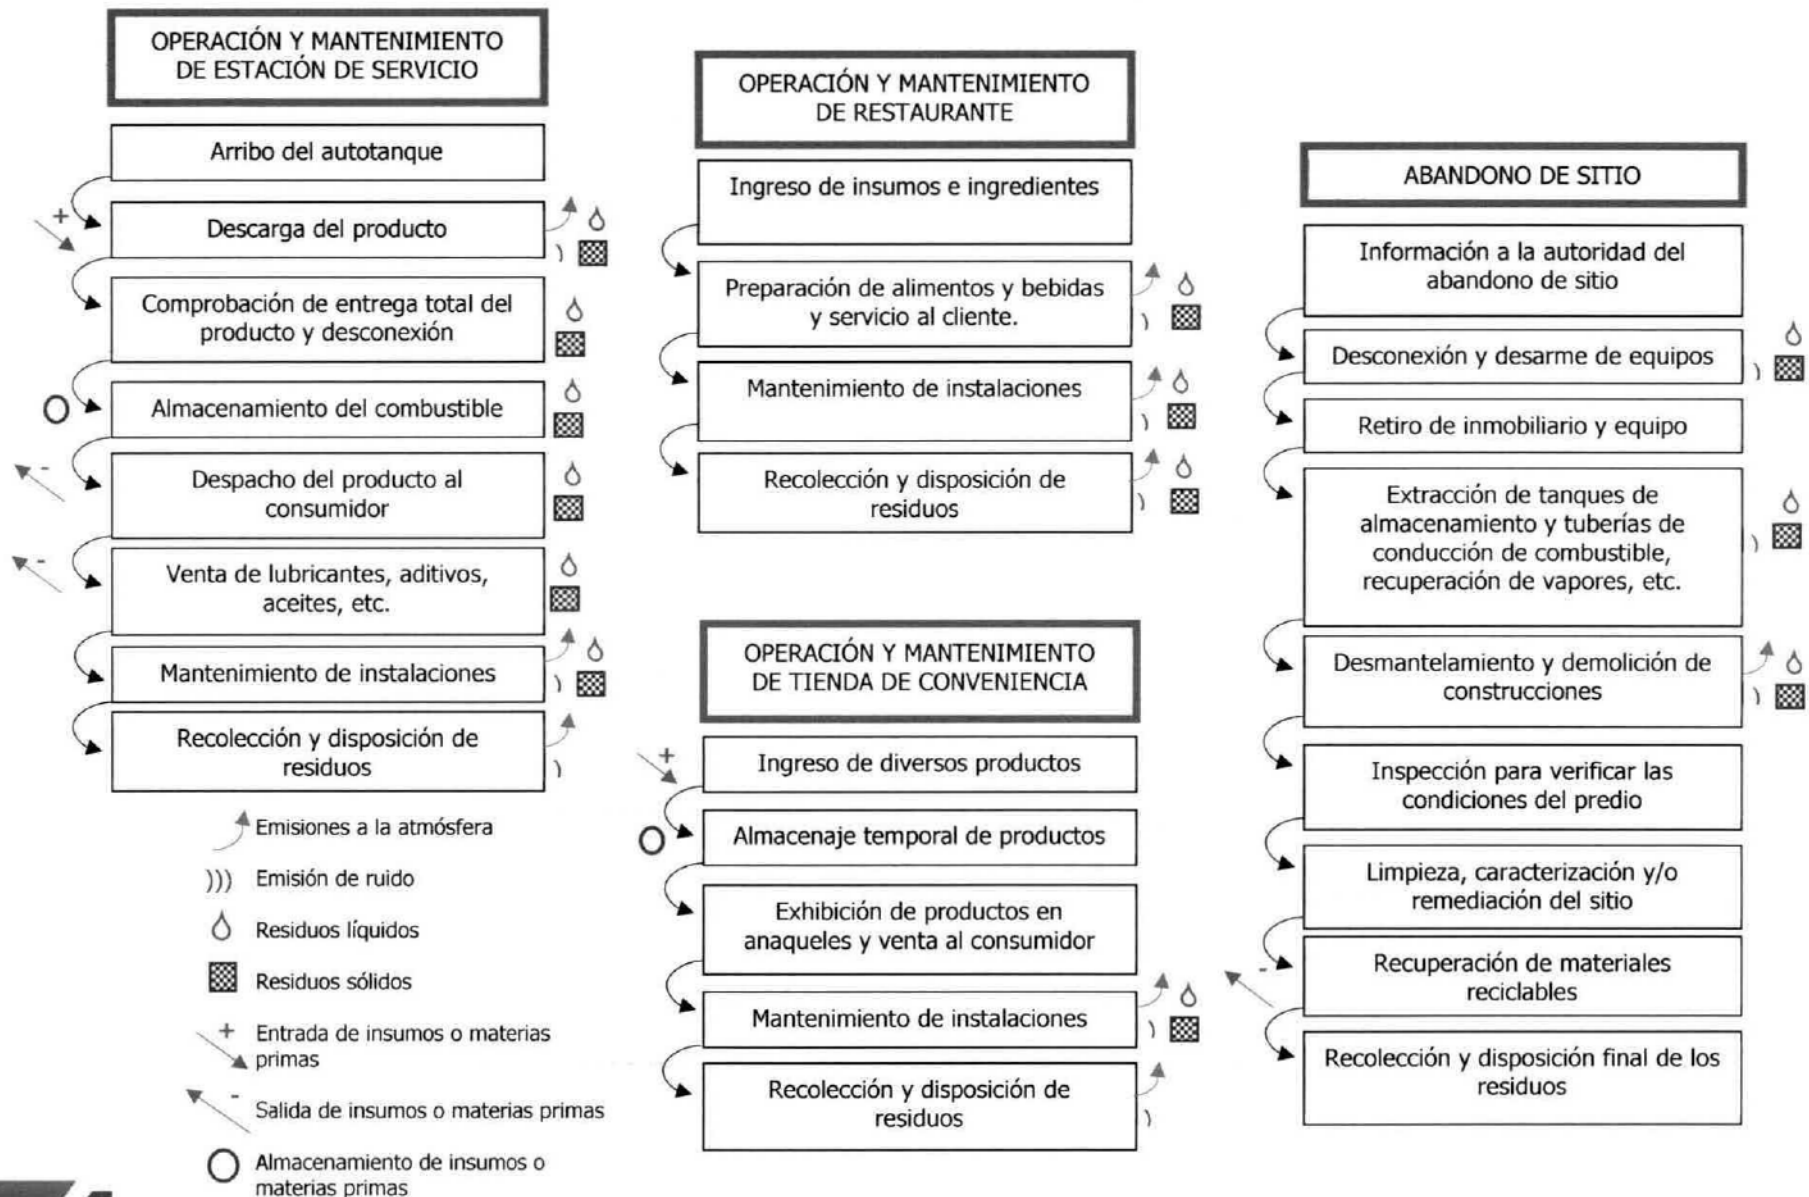 OPERACIÓN Y MANTENIMIENTO
DE ESTACIÓN DE SERVICIO
Arribo del autotanque
+
Descarga del producto
Comprobación de entrega total del
producto y desconexión
Almacenamiento del combustible
-
Despacho del producto al
consumidor
-
Venta de lubricantes, aditivos,
aceites, etc.
Mantenimiento de instalaciones
Recolección y disposición de
residuos
Emisiones a la atmósfera
))) Emisión de ruido
Residuos líquidos
Residuos sólidos
+ Entrada de insumos o materias
primas
- Salida de insumos o materias primas
Almacenamiento de insumos o
materias primas
OPERACIÓN Y MANTENIMIENTO
DE RESTAURANTE
Ingreso de insumos e ingredientes
Preparación de alimentos y bebidas
y servicio al cliente.
Mantenimiento de instalaciones
Recolección y disposición de
residuos
OPERACIÓN Y MANTENIMIENTO
DE TIENDA DE CONVENIENCIA
+
Ingreso de diversos productos
Almacenaje temporal de productos
Exhibición de productos en
anaqueles y venta al consumidor
Mantenimiento de instalaciones
Recolección y disposición de
residuos
ABANDONO DE SITIO
Información a la autoridad del
abandono de sitio
Desconexión y desarme de equipos
Retiro de inmobiliario y equipo
Extracción de tanques de
almacenamiento y tuberías de
conducción de combustible,
recuperación de vapores, etc.
Desmantelamiento y demolición de
construcciones
Inspección para verificar las
condiciones del predio
Limpieza, caracterización y/o
remediación del sitio
-
Recuperación de materiales
reciclables
Recolección y disposición final de los
residuos